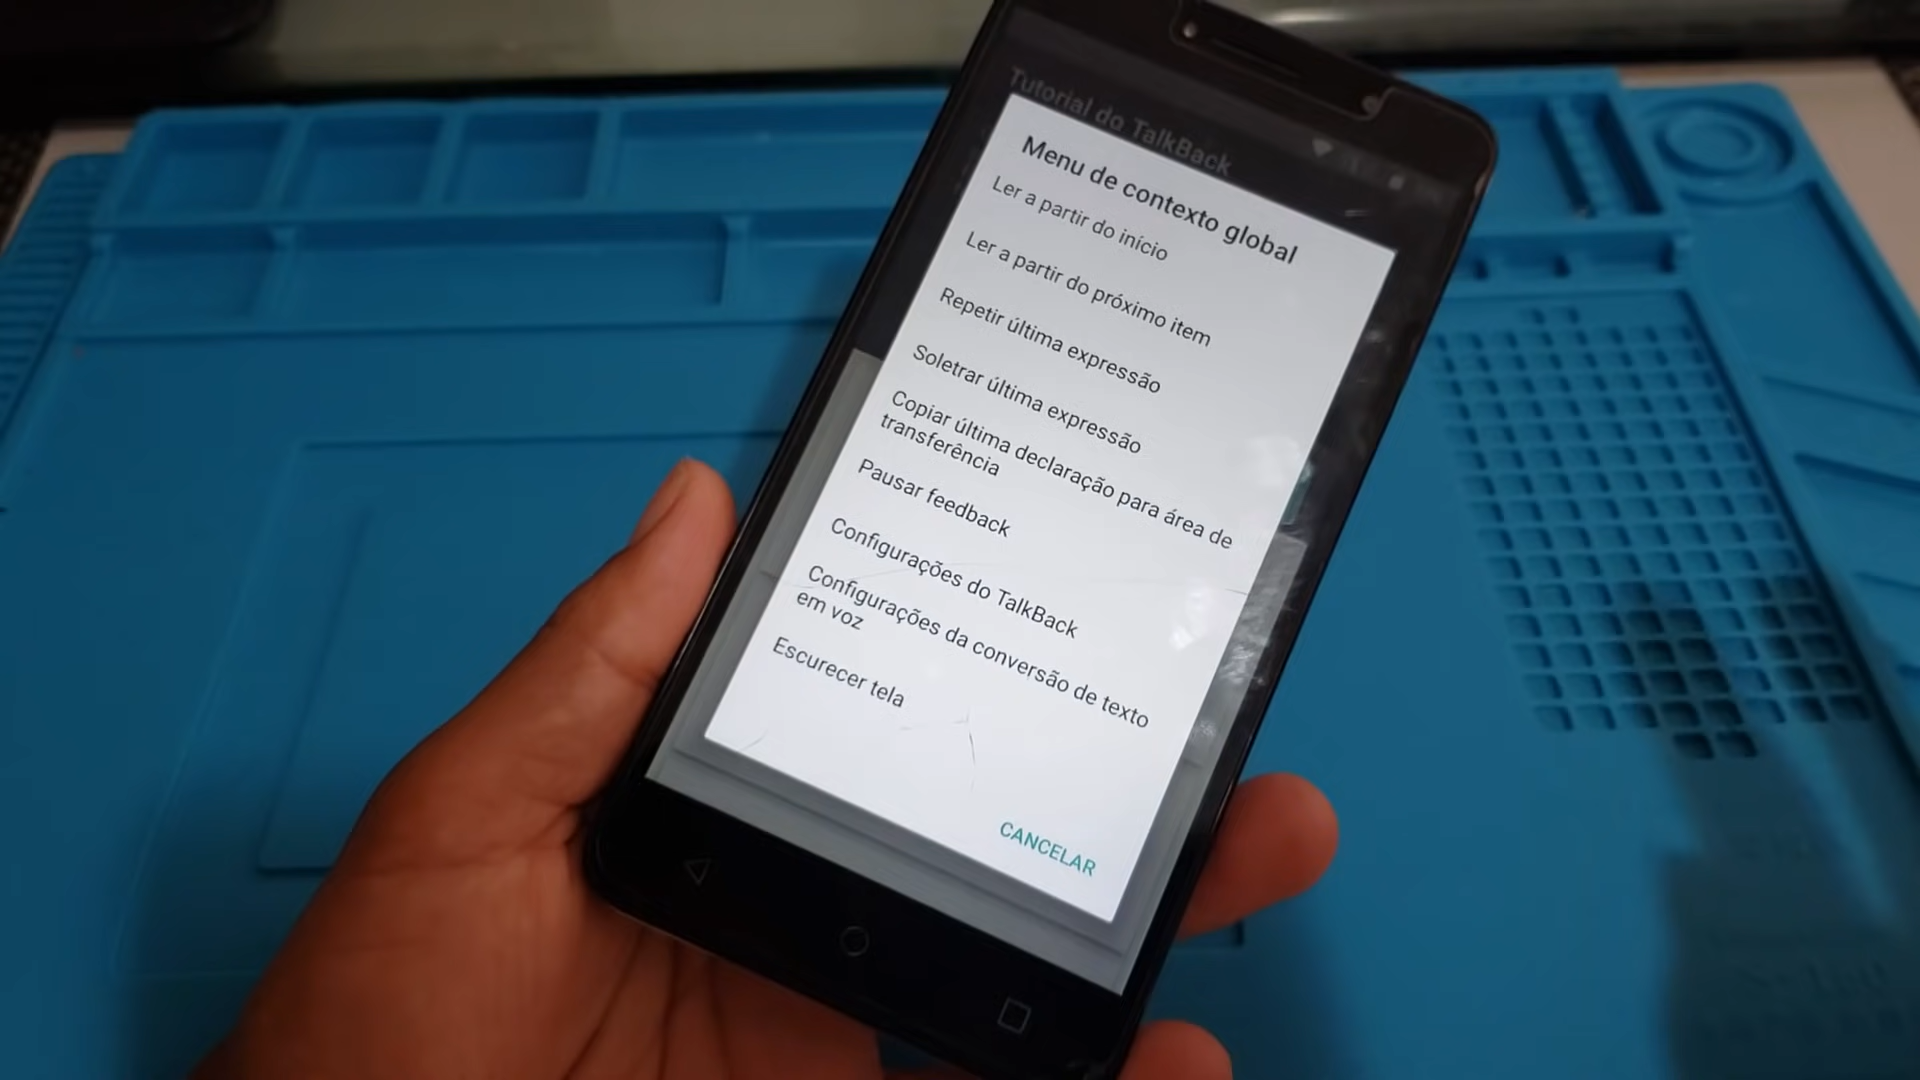 Tutorial do TalkBack
Menu de contexto global
Ler a partir do início
Ler a partir do próximo item
Repetir última expressão
Soletrar última expressão
Copiar última declaração para área de
transferência
Pausar feedback
Configurações do TalkBack
Configurações da conversão de texto
em voz
Escurecer tela
CANCELAR